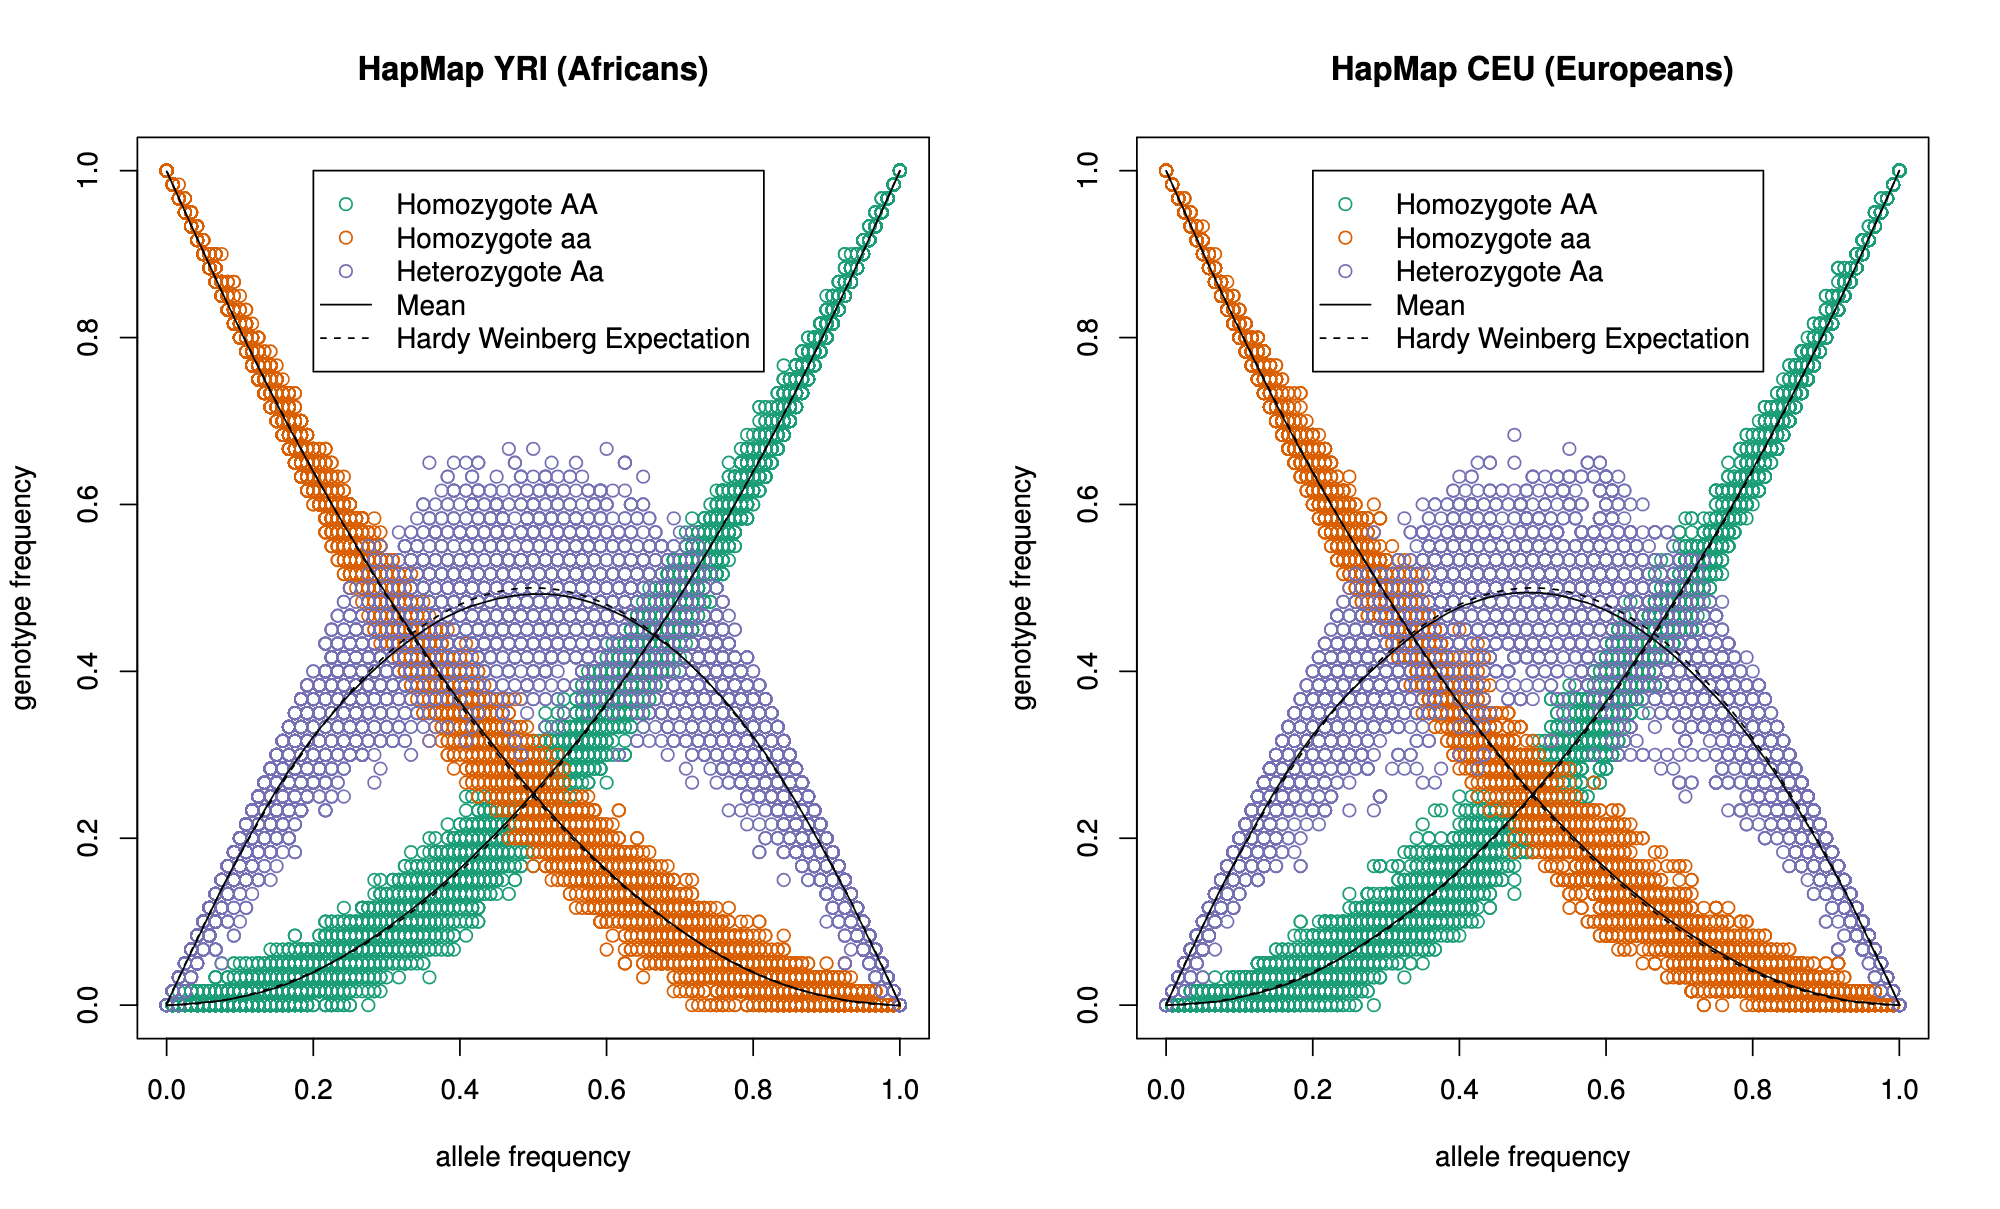 HapMap YRI (Africans)
genotype frequency
1.0
0.8
0.6
0.4
0.2
0.0
Homozygote AA
Homozygote aa
Heterozygote Aa
Mean
Hardy Weinberg Expectation
0.0 0.2 0.4 0.6 0.8 1.0
allele frequency
HapMap CEU (Europeans)
genotype frequency
1.0
0.8
0.6
0.4
0.2
0.0
Homozygote AA
Homozygote aa
Heterozygote Aa
Mean
Hardy Weinberg Expectation
0.0 0.2 0.4 0.6 0.8 1.0
allele frequency